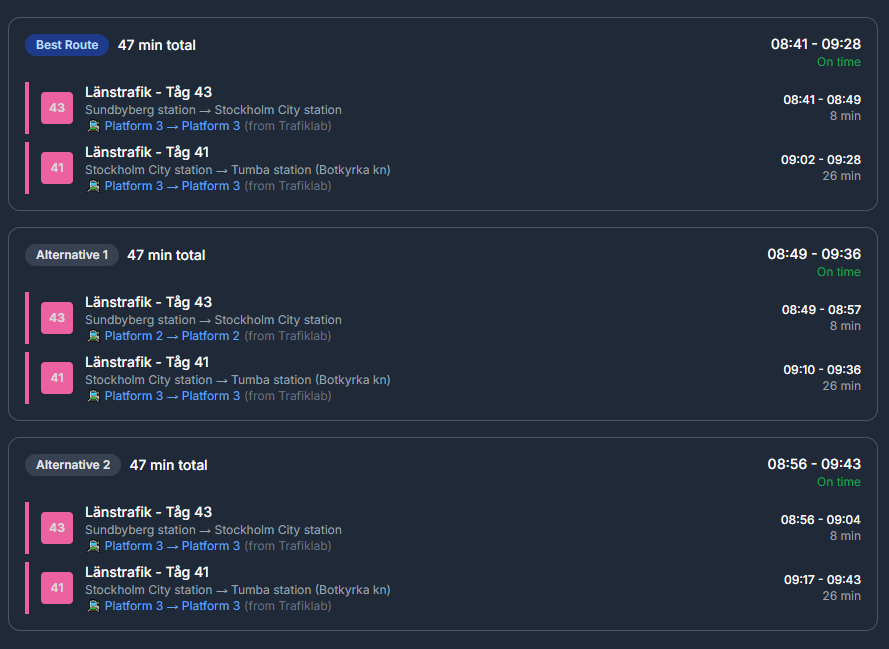 Best Route 47 min total 08:41 - 09:28
On time
43 Länstrafik - Tåg 43 08:41 - 08:49
Sundbyberg station → Stockholm City station 8 min
Platform 3 → Platform 3 (from Trafiklab)
41 Länstrafik - Tåg 41 09:02 - 09:28
Stockholm City station → Tumba station (Botkyrka kn) 26 min
Platform 3 → Platform 3 (from Trafiklab)
Alternative 1 47 min total 08:49 - 09:36
On time
43 Länstrafik - Tåg 43 08:49 - 08:57
Sundbyberg station → Stockholm City station 8 min
Platform 2 → Platform 2 (from Trafiklab)
41 Länstrafik - Tåg 41 09:10 - 09:36
Stockholm City station → Tumba station (Botkyrka kn) 26 min
Platform 3 → Platform 3 (from Trafiklab)
Alternative 2 47 min total 08:56 - 09:43
On time
43 Länstrafik - Tåg 43 08:56 - 09:04
Sundbyberg station → Stockholm City station 8 min
Platform 3 → Platform 3 (from Trafiklab)
41 Länstrafik - Tåg 41 09:17 - 09:43
Stockholm City station → Tumba station (Botkyrka kn) 26 min
Platform 3 → Platform 3 (from Trafiklab)